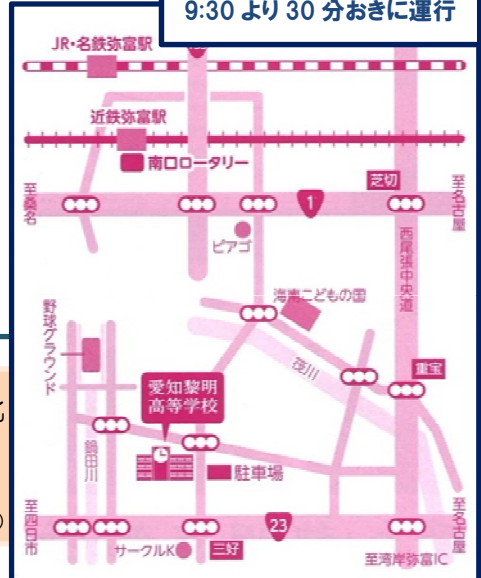 9:30 より 30 分おきに運行
JR・名鉄弥富駅
近鉄弥富駅
南口ロータリー
至桑名
1
芝切
至名古屋
ピアゴ
西尾張中央道
海南こどもの国
野球グラウンド
筏川
重宝
愛知黎明
高等学校
鍋田川
駐車場
至四日市
23
至名古屋
サークルK
三好
至湾岸弥富IC